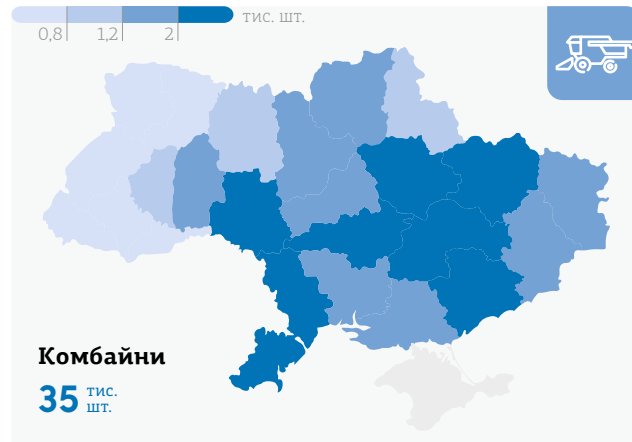 тис. шт.
0,8 1,2 2
Комбайни
35 тис.
шт.